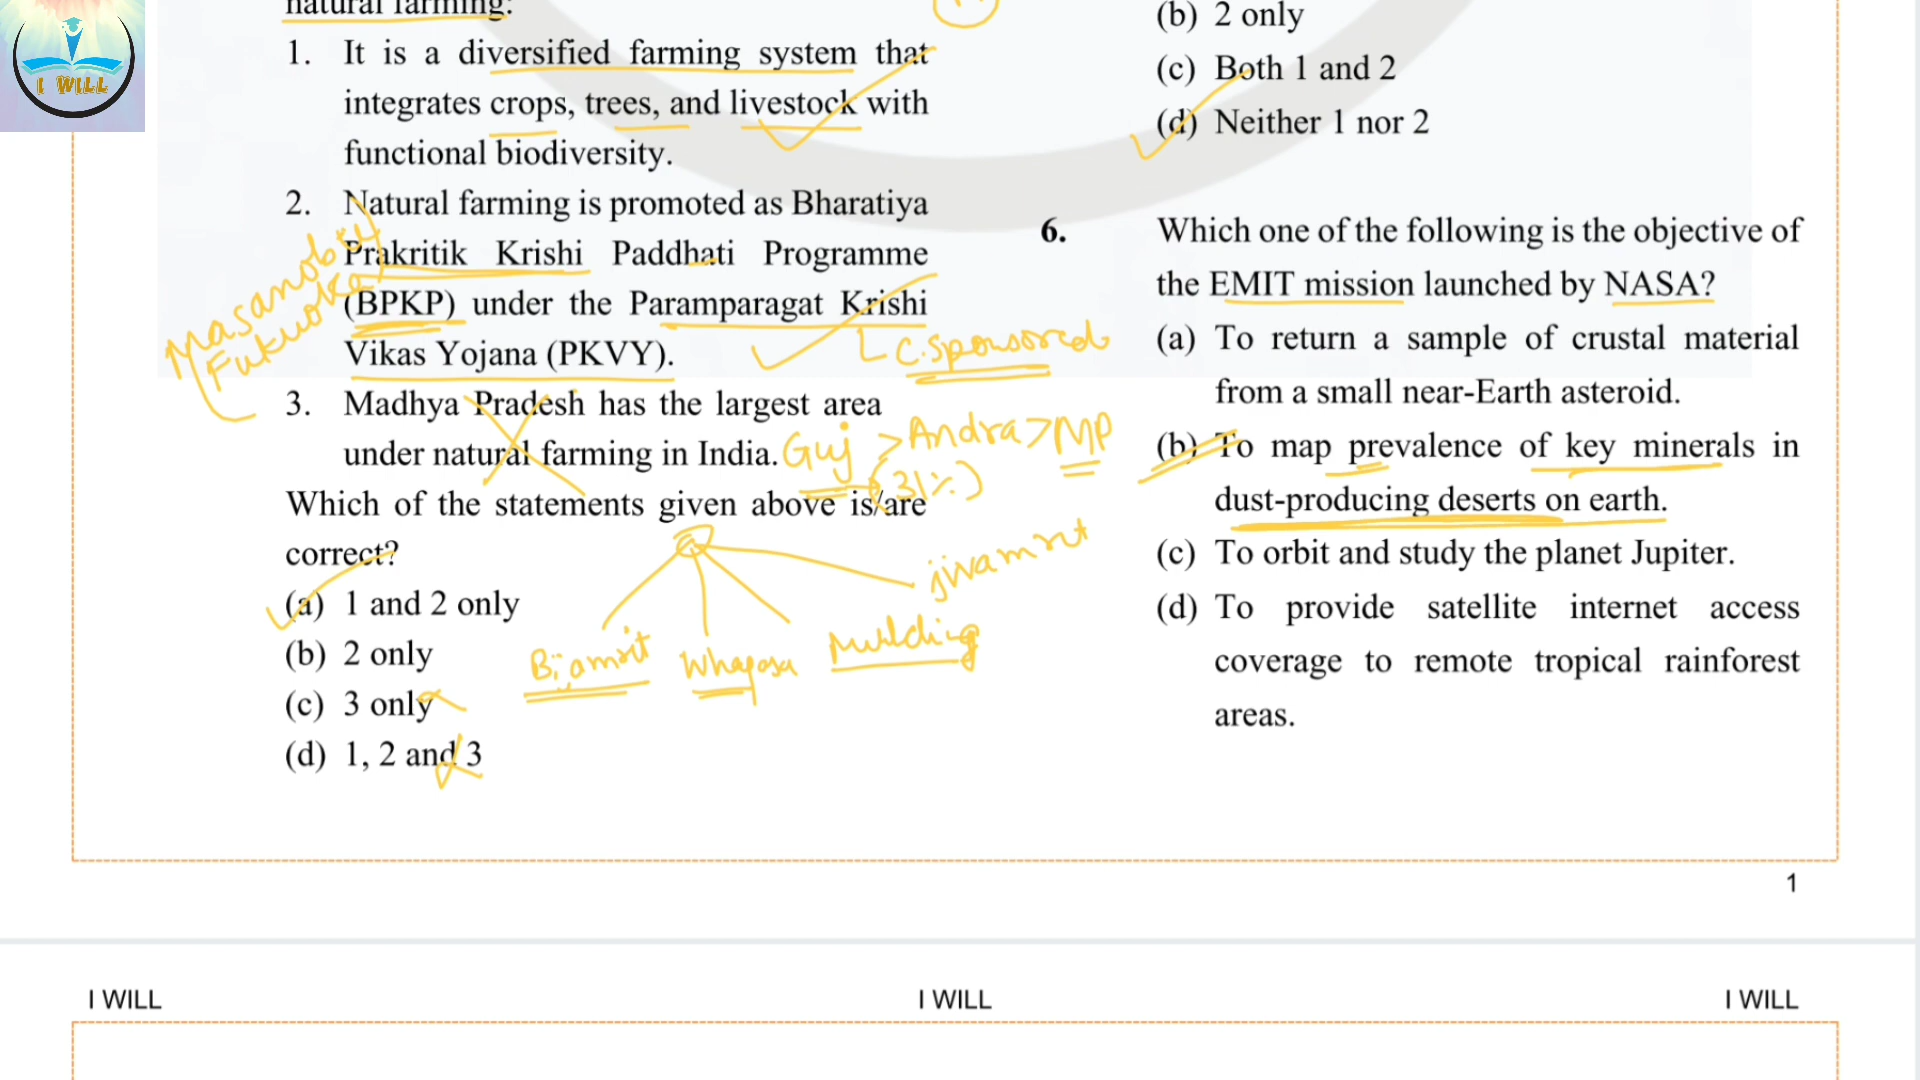 I WILL
natural farming:
1. It is a diversified farming system that
integrates crops, trees, and livestock with
functional biodiversity.
2. Natural farming is promoted as Bharatiya
Prakritik Krishi Paddhati Programme
(BPKP) under the Paramparagat Krishi
Vikas Yojana (PKVY).
Masanobu
Fukuoka
C. Sponsored
3. Madhya Pradesh has the largest area
under natural farming in India.
Guj > Andra > MP
(31%)
Which of the statements given above is/are
correct?
(a) 1 and 2 only
(b) 2 only
(c) 3 only
(d) 1, 2 and 3
Bijamrit Whapasa Mulching jivamrut
(b) 2 only
(c) Both 1 and 2
(d) Neither 1 nor 2
6. Which one of the following is the objective of
the EMIT mission launched by NASA?
(a) To return a sample of crustal material
from a small near-Earth asteroid.
(b) To map prevalence of key minerals in
dust-producing deserts on earth.
(c) To orbit and study the planet Jupiter.
(d) To provide satellite internet access
coverage to remote tropical rainforest
areas.
1
I WILL I WILL I WILL